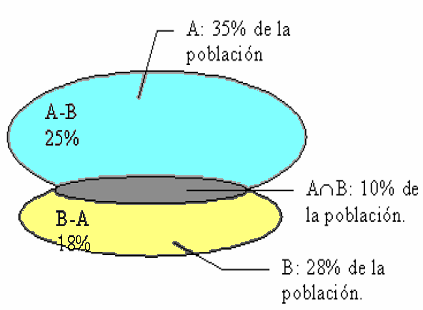 A: 35% de la
población
A-B
25%
A∩B: 10% de
la población.
B-A
18%
B: 28% de la
población.